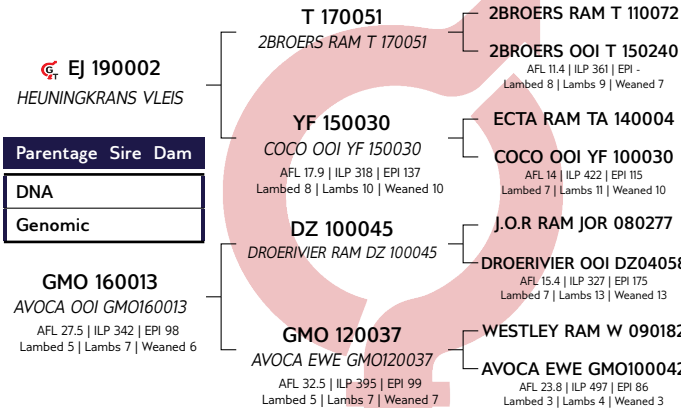 EJ 190002
HEUNINGKRANS VLEIS
Parentage Sire Dam
DNA
Genomic
GMO 160013
AVOCA OOI GMO160013
AFL 27.5 | ILP 342 | EPI 98
Lambed 5 | Lambs 7 | Weaned 6
T 170051
2BROERS RAM T 170051
YF 150030
COCO OOI YF 150030
AFL 17.9 | ILP 318 | EPI 137
Lambed 8 | Lambs 10 | Weaned 10
DZ 100045
DROERIVIER RAM DZ 100045
GMO 120037
AVOCA EWE GMO120037
AFL 32.5 | ILP 395 | EPI 99
Lambed 5 | Lambs 7 | Weaned 7
2BROERS RAM T 110072
2BROERS OOI T 150240
AFL 11.4 | ILP 361 | EPI -
Lambed 8 | Lambs 9 | Weaned 7
ECTA RAM TA 140004
COCO OOI YF 100030
AFL 14 | ILP 422 | EPI 115
Lambed 7 | Lambs 11 | Weaned 10
J.O.R RAM JOR 080277
DROERIVIER OOI DZ04058
AFL 15.4 | ILP 327 | EPI 175
Lambed 7 | Lambs 13 | Weaned 13
WESTLEY RAM W 090182
AVOCA EWE GMO100042
AFL 23.8 | ILP 497 | EPI 86
Lambed 3 | Lambs 4 | Weaned 3